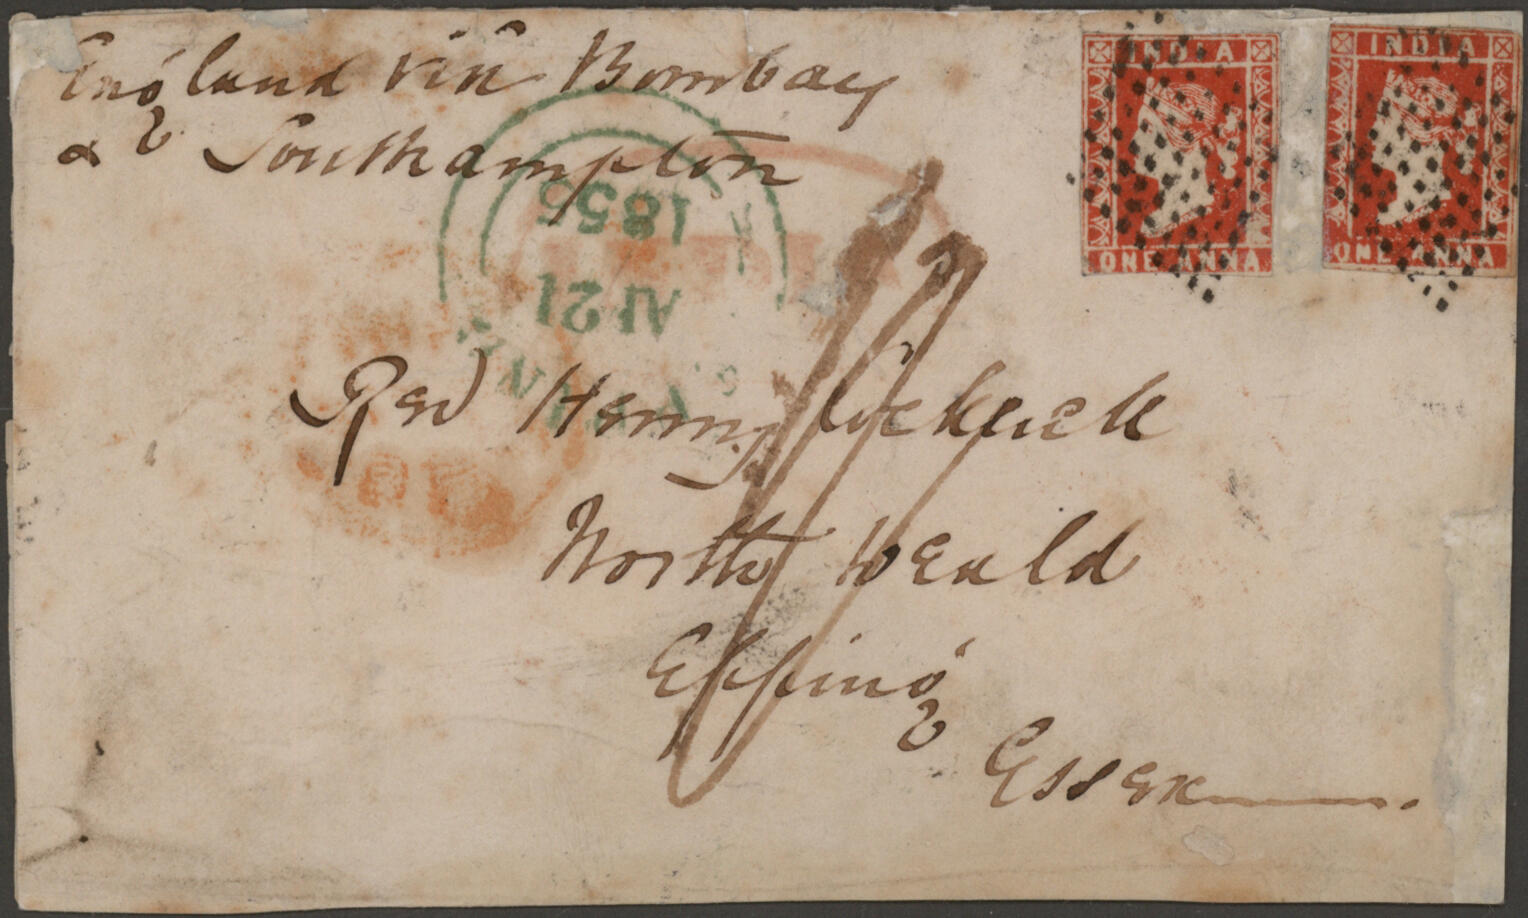 England via Bombay
& Southampton
INDIA
ONE ANNA
INDIA
ONE ANNA
1855
AP 21
INDIA
Revd Henry
North Weald
Epping
Essex